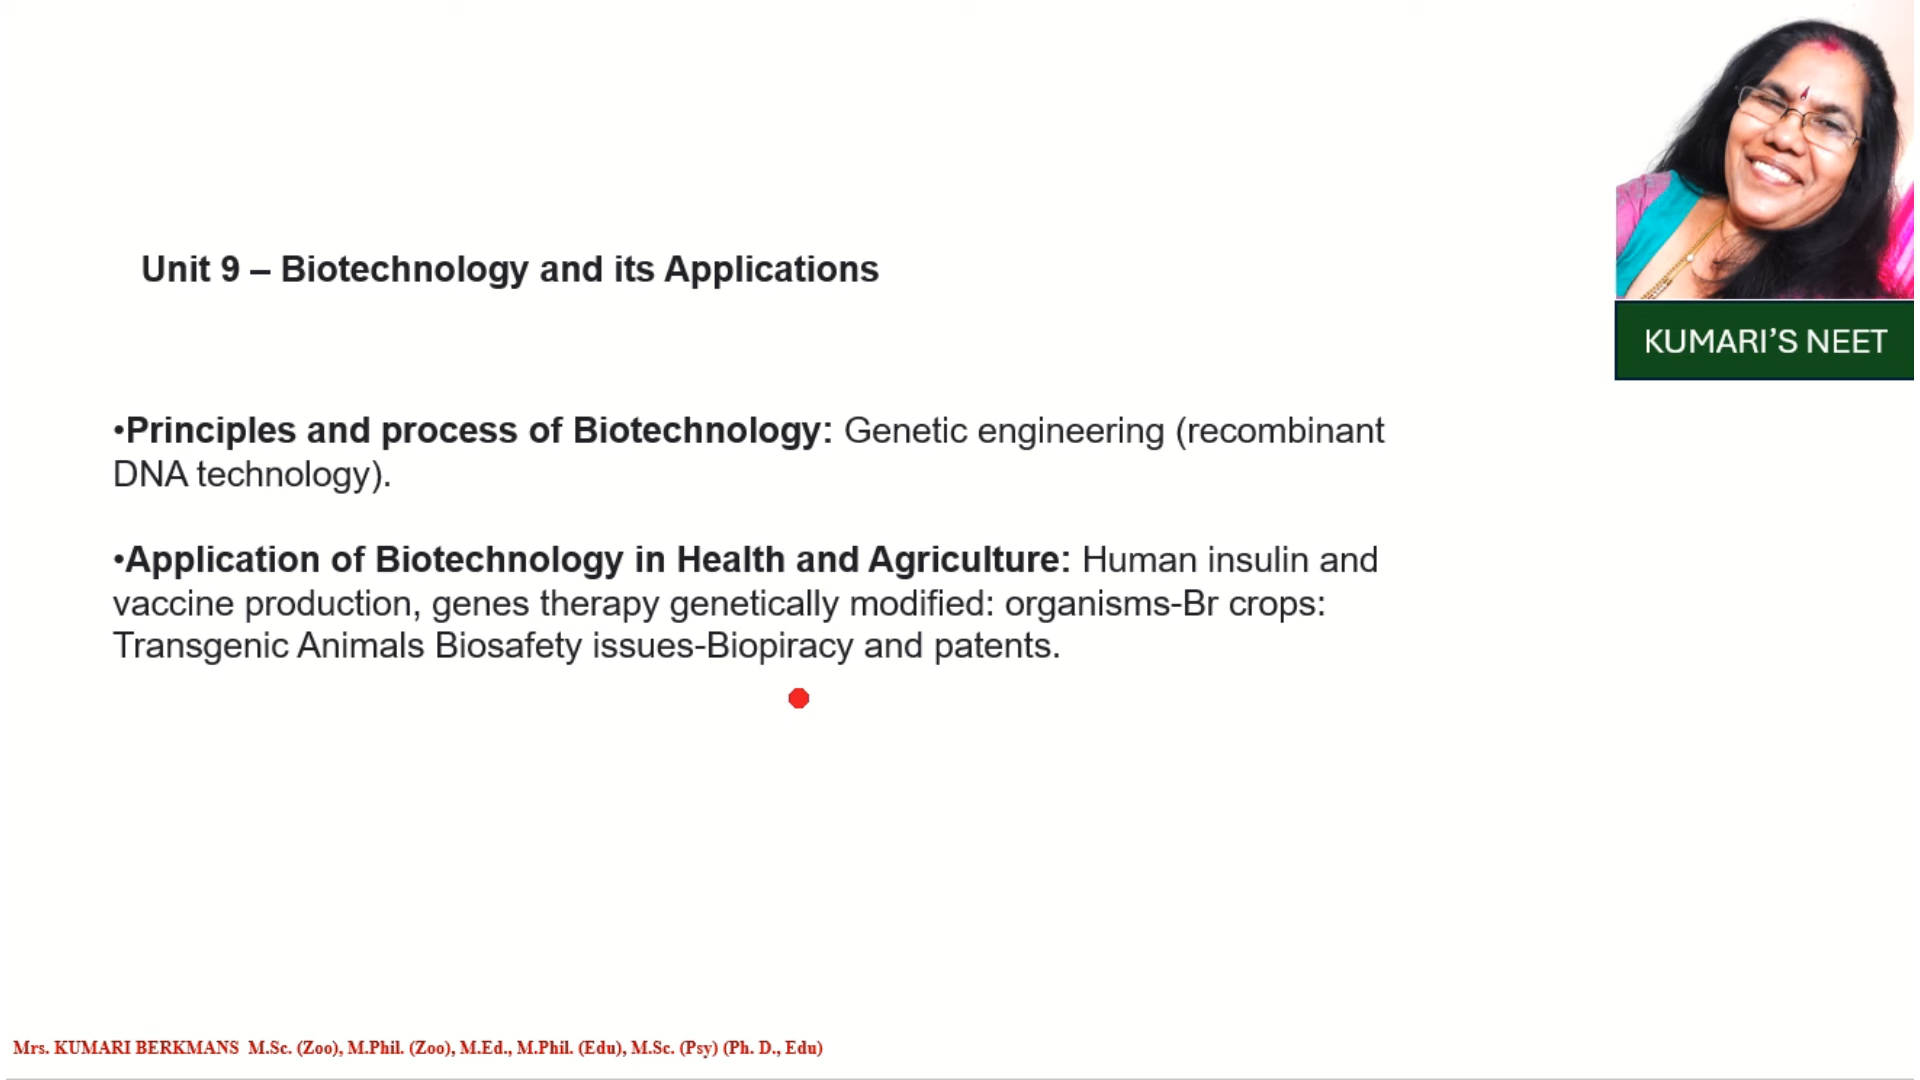 Unit 9 – Biotechnology and its Applications
KUMARI'S NEET
•Principles and process of Biotechnology: Genetic engineering (recombinant
DNA technology).
•Application of Biotechnology in Health and Agriculture: Human insulin and
vaccine production, genes therapy genetically modified: organisms-Br crops:
Transgenic Animals Biosafety issues-Biopiracy and patents.
Mrs. KUMARI BERKMANS M.Sc. (Zoo), M.Phil. (Zoo), M.Ed., M.Phil. (Edu), M.Sc. (Psy) (Ph. D., Edu)